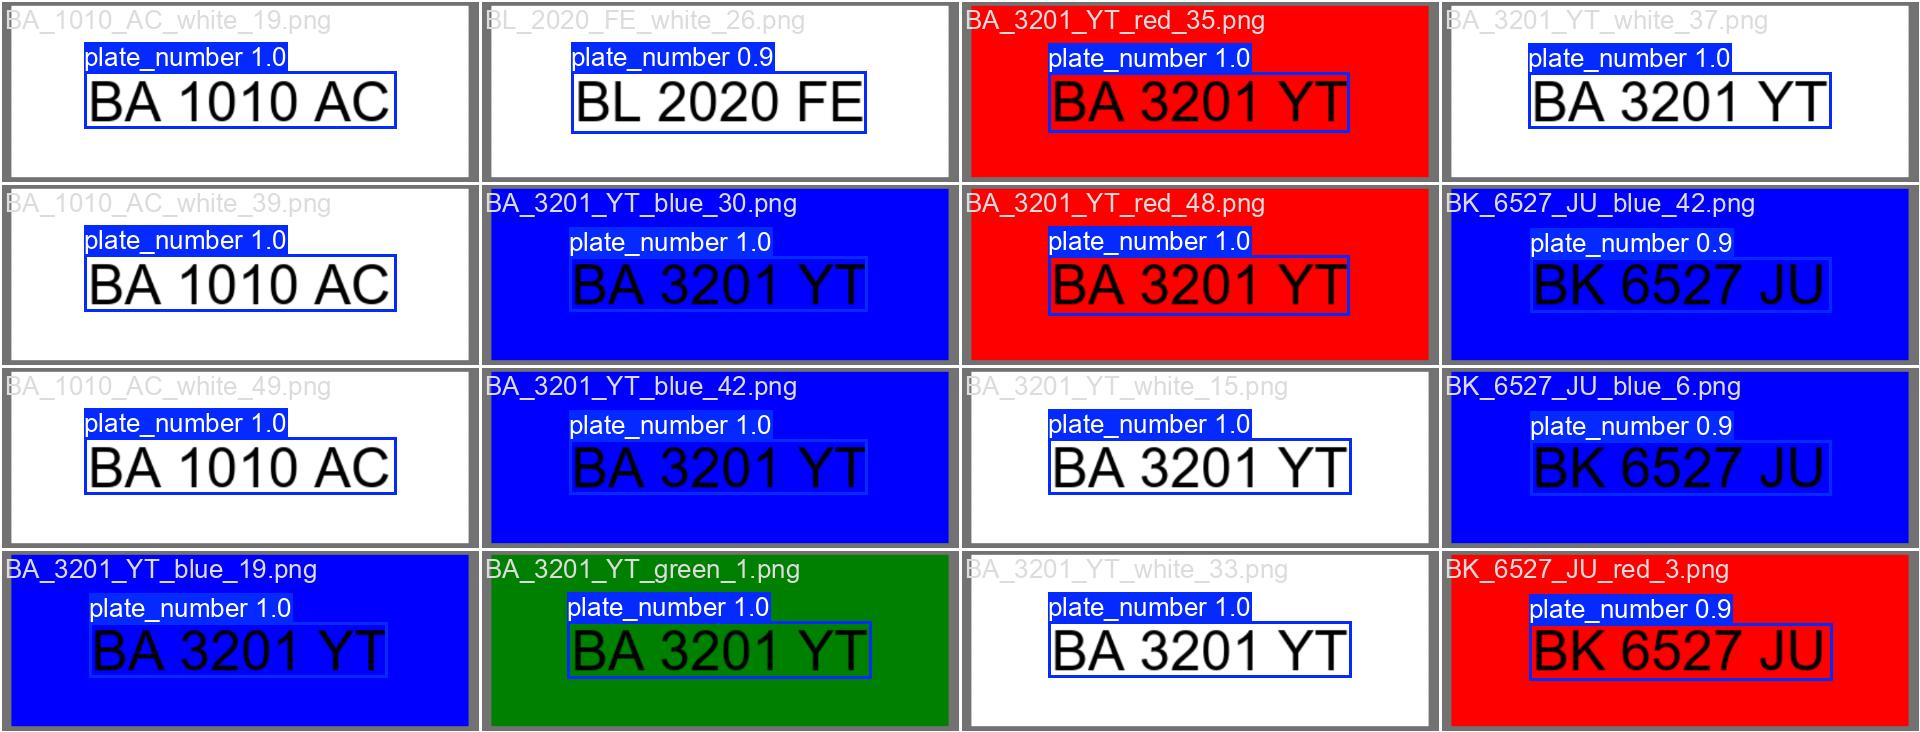 BA_1010_AC_white_19.png
plate_number 1.0
BA 1010 AC
BL_2020_FE_white_26.png
plate_number 0.9
BL 2020 FE
BA_3201_YT_red_35.png
plate_number 1.0
BA 3201 YT
BA_3201_YT_white_37.png
plate_number 1.0
BA 3201 YT
BA_1010_AC_white_39.png
plate_number 1.0
BA 1010 AC
BA_3201_YT_blue_30.png
plate_number 1.0
BA 3201 YT
BA_3201_YT_red_48.png
plate_number 1.0
BA 3201 YT
BK_6527_JU_blue_42.png
plate_number 0.9
BK 6527 JU
BA_1010_AC_white_49.png
plate_number 1.0
BA 1010 AC
BA_3201_YT_blue_42.png
plate_number 1.0
BA 3201 YT
BA_3201_YT_white_15.png
plate_number 1.0
BA 3201 YT
BK_6527_JU_blue_6.png
plate_number 0.9
BK 6527 JU
BA_3201_YT_blue_19.png
plate_number 1.0
BA 3201 YT
BA_3201_YT_green_1.png
plate_number 1.0
BA 3201 YT
BA_3201_YT_white_33.png
plate_number 1.0
BA 3201 YT
BK_6527_JU_red_3.png
plate_number 0.9
BK 6527 JU